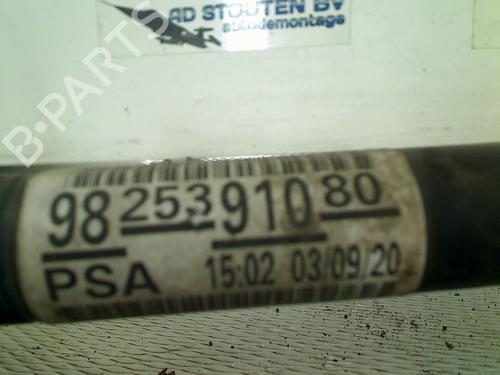 AD STOUTEN BV
autodemontage
B-PARTS
98 253 910 80
PSA 15:02 03/09/20